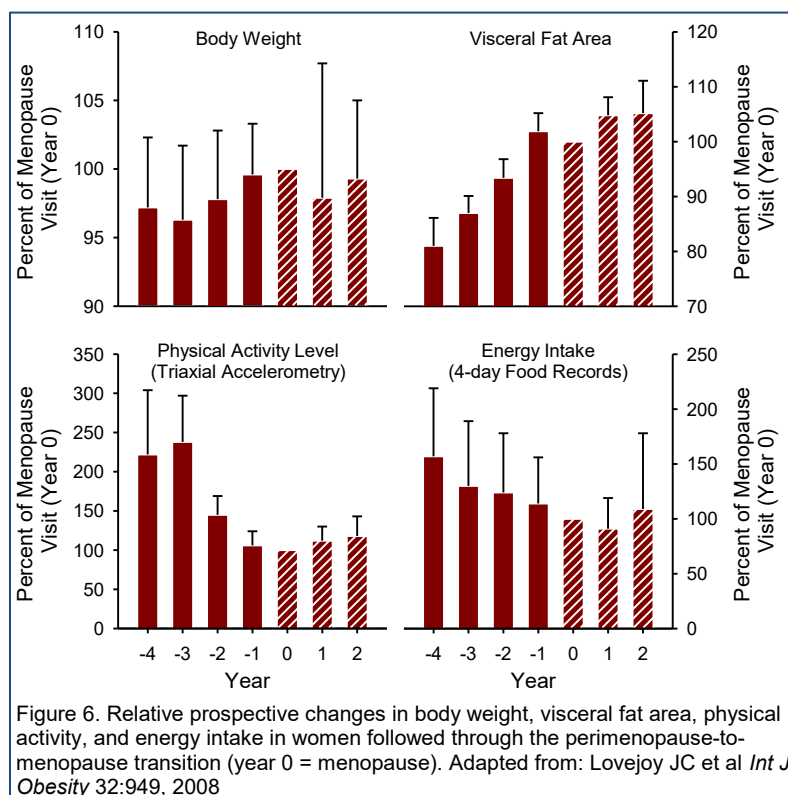 Body Weight
Percent of Menopause
Visit (Year 0)
110
105
100
95
90
Visceral Fat Area
120
110
100
90
80
70
Percent of Menopause
Visit (Year 0)
Physical Activity Level
(Triaxial Accelerometry)
Percent of Menopause
Visit (Year 0)
350
300
250
200
150
100
50
0
-4 -3 -2 -1 0 1 2
Year
Energy Intake
(4-day Food Records)
250
200
150
100
50
0
Percent of Menopause
Visit (Year 0)
-4 -3 -2 -1 0 1 2
Year
Figure 6. Relative prospective changes in body weight, visceral fat area, physical
activity, and energy intake in women followed through the perimenopause-to-
menopause transition (year 0 = menopause). Adapted from: Lovejoy JC et al Int J
Obesity 32:949, 2008